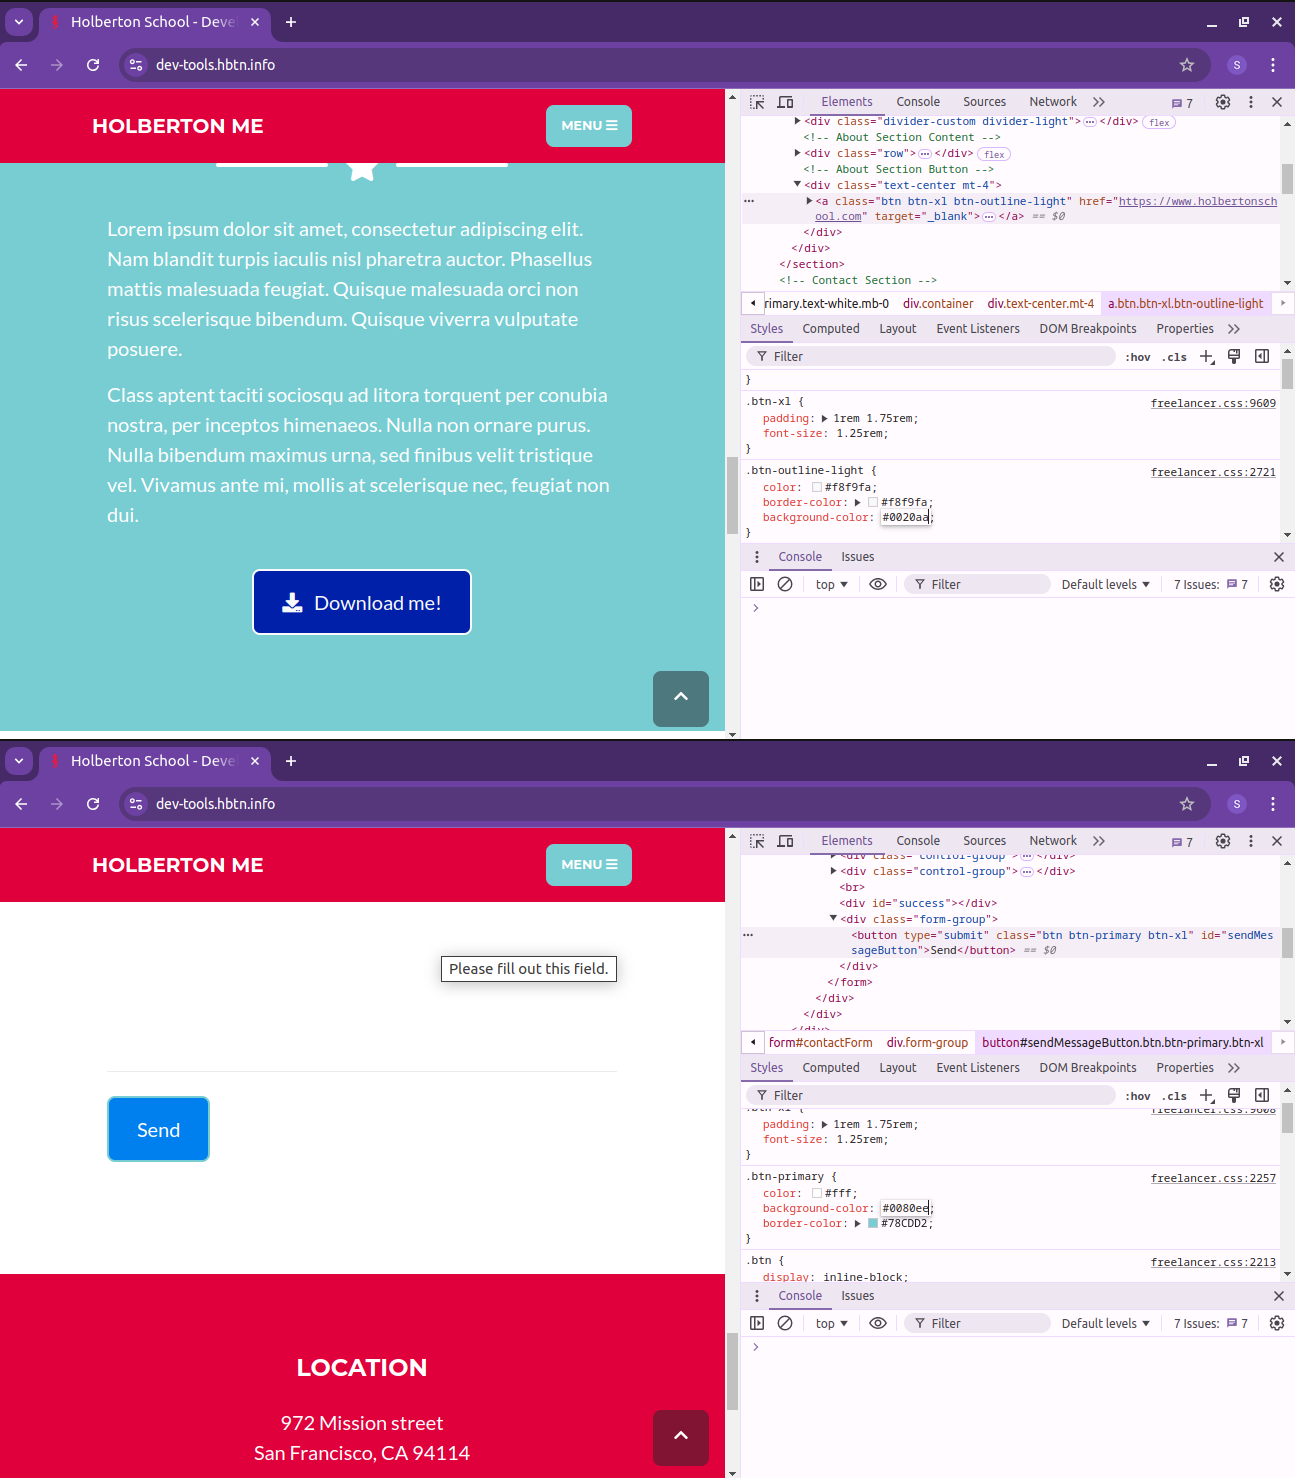 Holberton School - Deve
dev-tools.hbtn.info
S
HOLBERTON ME
MENU
Lorem ipsum dolor sit amet, consectetur adipiscing elit.
Nam blandit turpis iaculis nisl pharetra auctor. Phasellus
mattis malesuada feugiat. Quisque malesuada orci non
risus scelerisque bibendum. Quisque viverra vulputate
posuere.
Class aptent taciti sociosqu ad litora torquent per conubia
nostra, per inceptos himenaeos. Nulla non ornare purus.
Nulla bibendum maximus urna, sed finibus velit tristique
vel. Vivamus ante mi, mollis at scelerisque nec, feugiat non
dui.
Download me!
Elements Console Sources Network 7
<div class="divider-custom divider-light">…</div> flex
<!-- About Section Content -->
<div class="row">…</div> flex
<!-- About Section Button -->
<div class="text-center mt-4">
<a class="btn btn-xl btn-outline-light" href="https://www.holbertonsch
ool.com" target="_blank">…</a> == $0
</div>
</div>
</section>
<!-- Contact Section -->
rimary.text-white.mb-0 div.container div.text-center.mt-4 a.btn.btn-xl.btn-outline-light
Styles Computed Layout Event Listeners DOM Breakpoints Properties
Filter :hov .cls
}
.btn-xl { freelancer.css:9609
padding: 1rem 1.75rem;
font-size: 1.25rem;
}
.btn-outline-light { freelancer.css:2721
color: #f8f9fa;
border-color: #f8f9fa;
background-color: #0020aa;
}
Console Issues
top Filter Default levels 7 Issues: 7
Holberton School - Deve
dev-tools.hbtn.info
S
HOLBERTON ME
MENU
Please fill out this field.
Send
LOCATION
972 Mission street
San Francisco, CA 94114
Elements Console Sources Network 7
<div class="control-group">…</div>
<div class="control-group">…</div>
<br>
<div id="success"></div>
<div class="form-group">
<button type="submit" class="btn btn-primary btn-xl" id="sendMes
sageButton">Send</button> == $0
</div>
</form>
</div>
</div>
</div>
form#contactForm div.form-group button#sendMessageButton.btn.btn-primary.btn-xl
Styles Computed Layout Event Listeners DOM Breakpoints Properties
Filter :hov .cls
.btn-xl { freelancer.css:9608
padding: 1rem 1.75rem;
font-size: 1.25rem;
}
.btn-primary { freelancer.css:2257
color: #fff;
background-color: #0080ee;
border-color: #78CDD2;
}
.btn { freelancer.css:2213
display: inline-block;
Console Issues
top Filter Default levels 7 Issues: 7